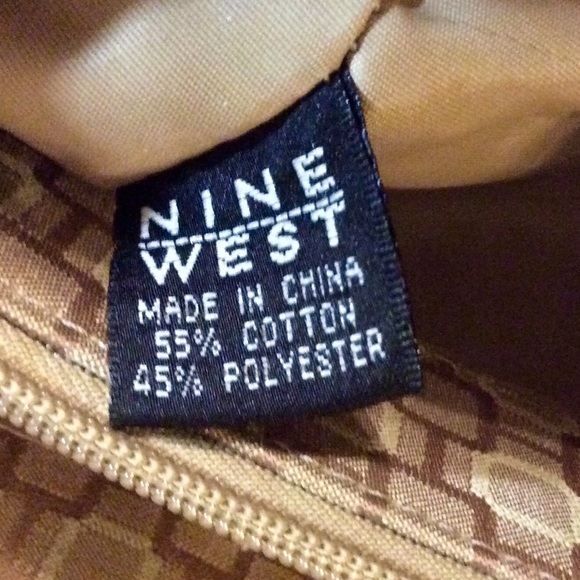 NINE
WEST
MADE IN CHINA
55% COTTON
45% POLYESTER